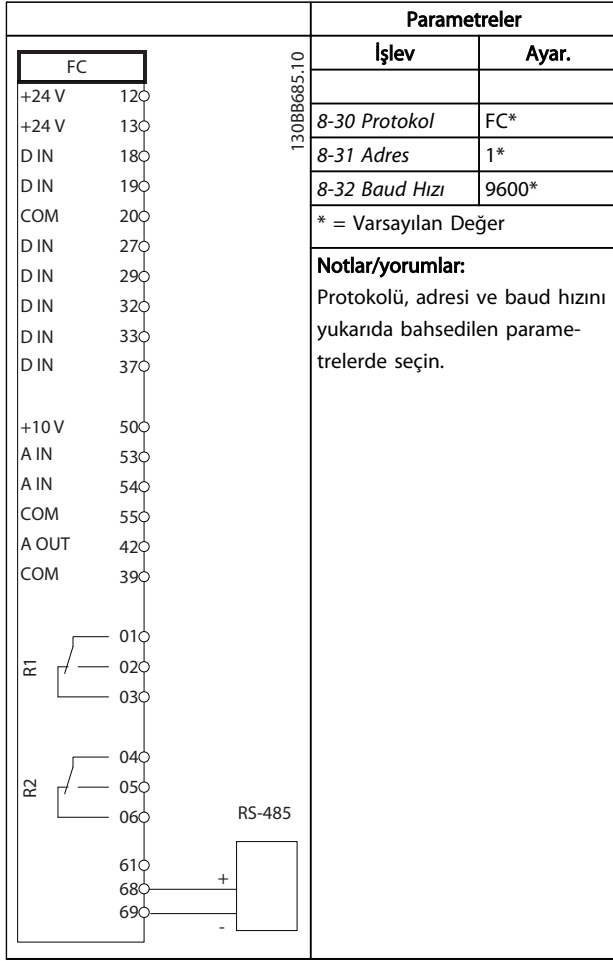 FC
130BB685.10
+24 V 12
+24 V 13
D IN 18
D IN 19
COM 20
D IN 27
D IN 29
D IN 32
D IN 33
D IN 37
+10 V 50
A IN 53
A IN 54
COM 55
A OUT 42
COM 39
R1
01
02
03
R2
04
05
06
RS-485
61
68 +
69 -
Parametreler
İşlev Ayar.
8-30 Protokol FC*
8-31 Adres 1*
8-32 Baud Hızı 9600*
* = Varsayılan Değer
Notlar/yorumlar:
Protokolü, adresi ve baud hızını
yukarıda bahsedilen parame-
trelerde seçin.